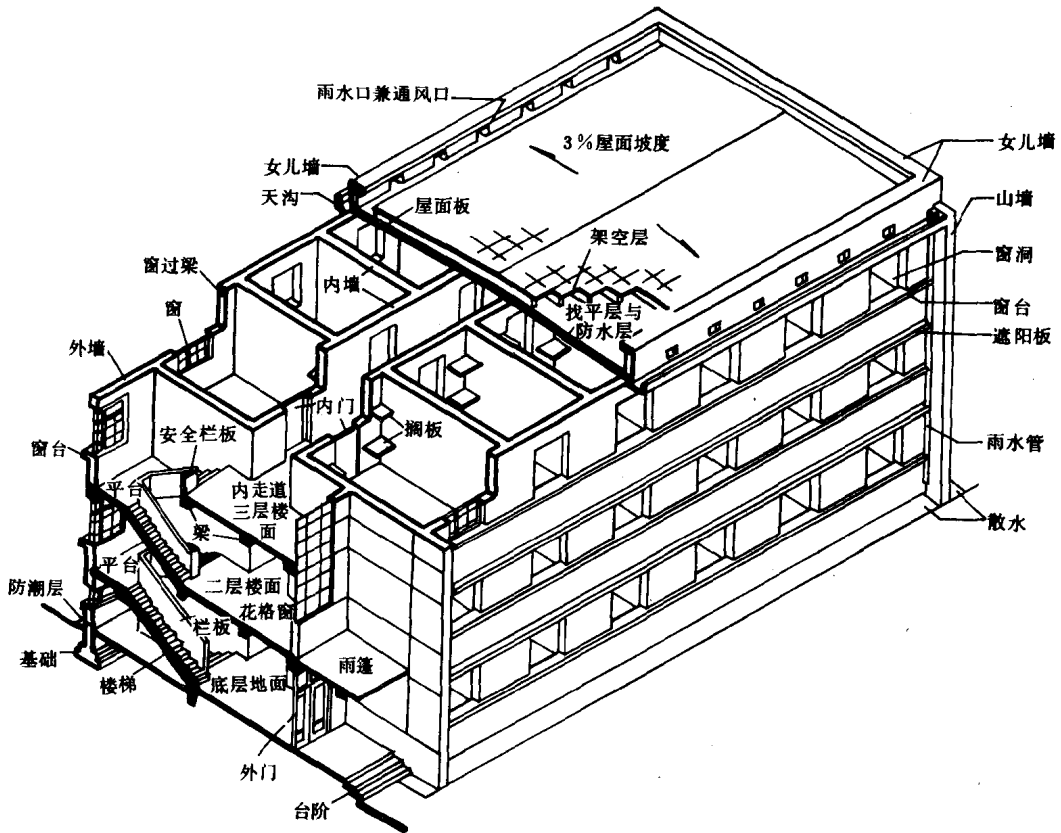 雨水口兼通风口
3%屋面坡度
女儿墙
女儿墙
天沟
山墙
屋面板
架空层
窗洞
窗过梁
内墙
窗台
找平层与
防水层
窗
遮阳板
外墙
内门
搁板
安全栏板
窗台
雨水管
平台
内走道
三层楼
面
散水
梁
平台
二层楼面
防潮层
花格窗
栏板
基础
雨篷
楼梯
底层地面
外门
台阶